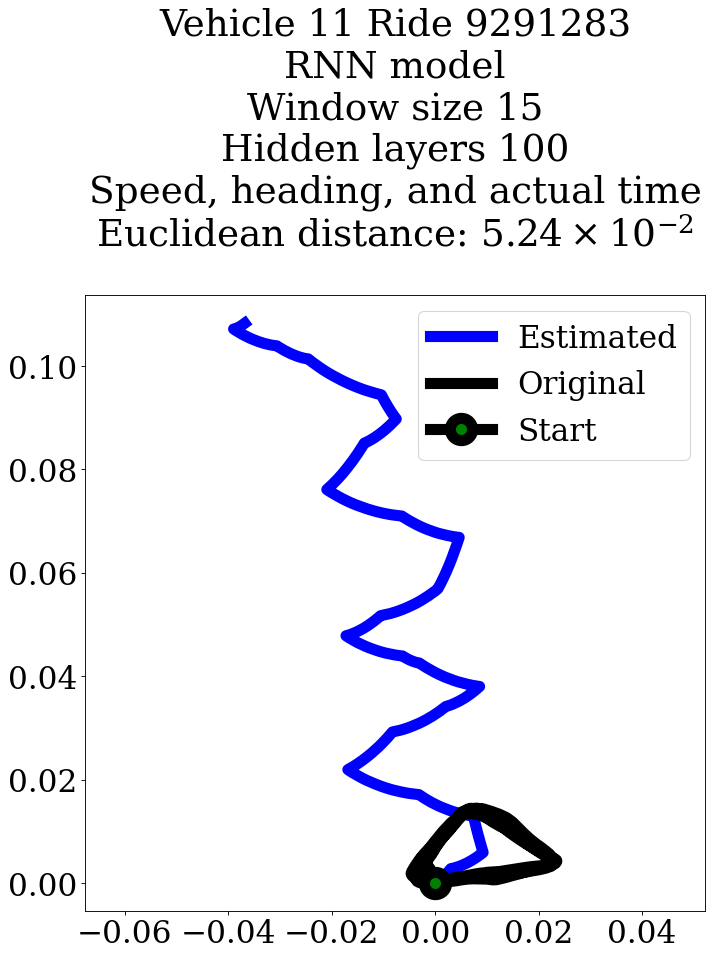 Vehicle 11 Ride 9291283
RNN model
Window size 15
Hidden layers 100
Speed, heading, and actual time
Euclidean distance: 5.24 × 10⁻²
Estimated
Original
Start
0.10
0.08
0.06
0.04
0.02
0.00
−0.06 −0.04 −0.02 0.00 0.02 0.04